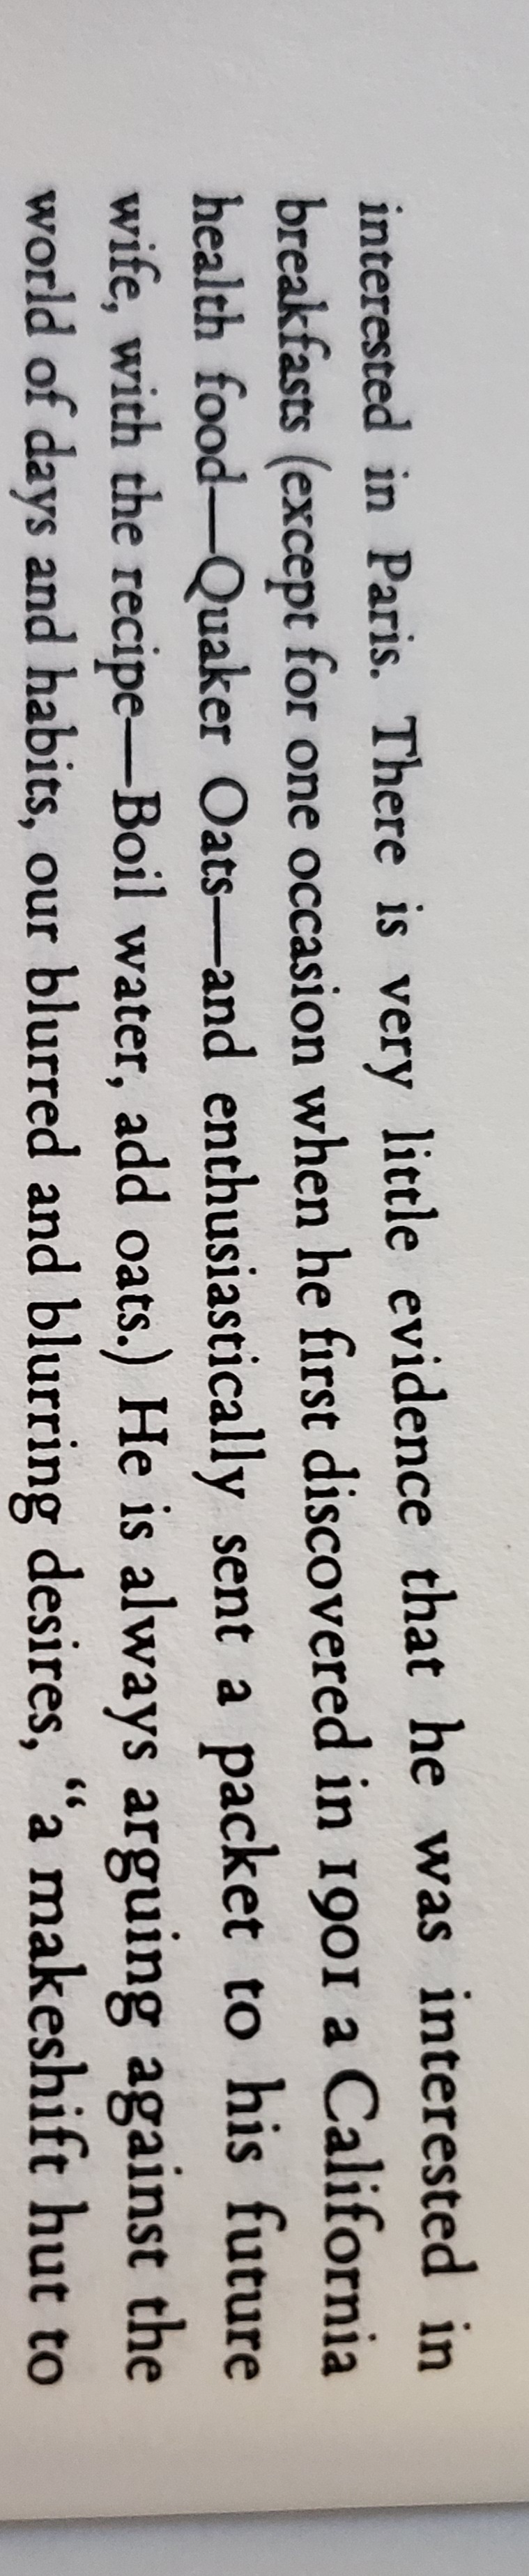 interested in Paris. There is very little evidence that he was interested in
breakfasts (except for one occasion when he first discovered in 1901 a California
health food—Quaker Oats—and enthusiastically sent a packet to his future
wife, with the recipe—Boil water, add oats.) He is always arguing against the
world of days and habits, our blurred and blurring desires, “a makeshift hut to